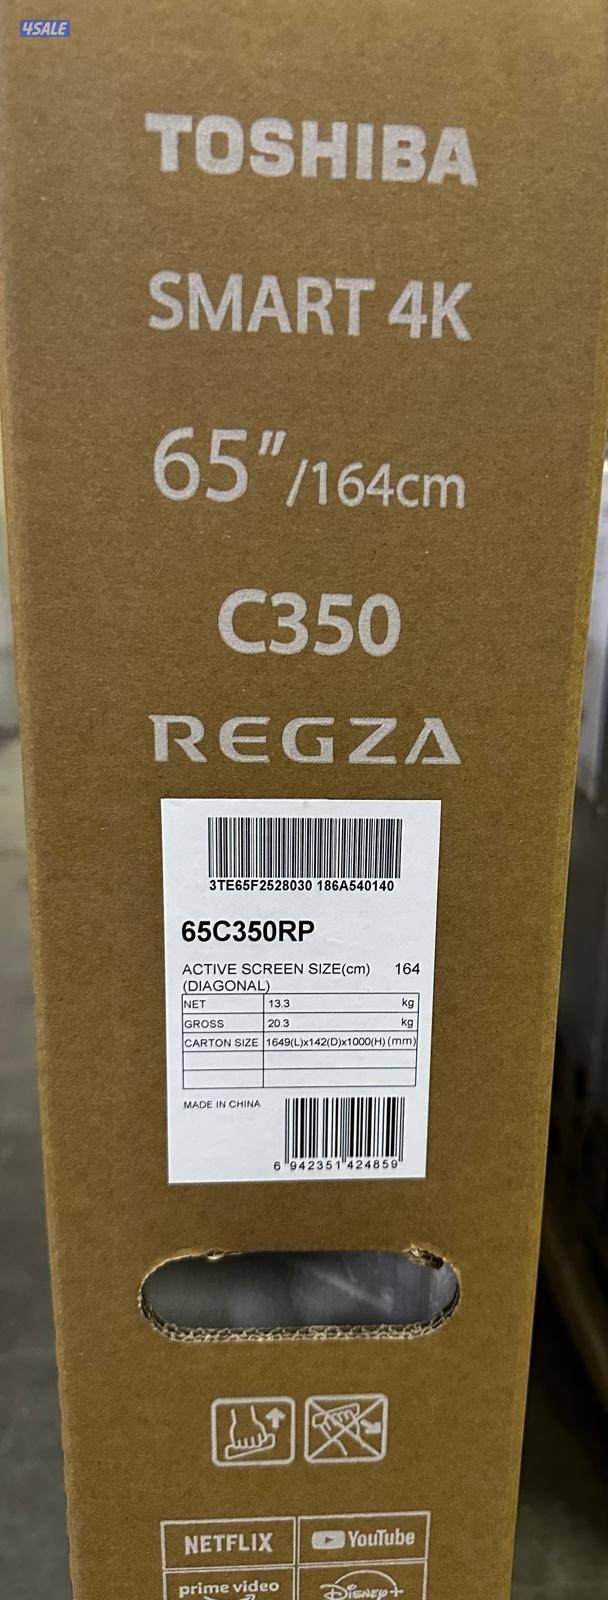 4SALE
TOSHIBA
SMART 4K
65"/164cm
C350
REGZA
3TE65F2528030 186A540140
65C350RP
ACTIVE SCREEN SIZE(cm) 164
(DIAGONAL)
NET 13.3 kg
GROSS 20.3 kg
CARTON SIZE 1649(L)x142(D)x1000(H)(mm)
MADE IN CHINA
6 942351 424859
NETFLIX YouTube
prime video Disney+